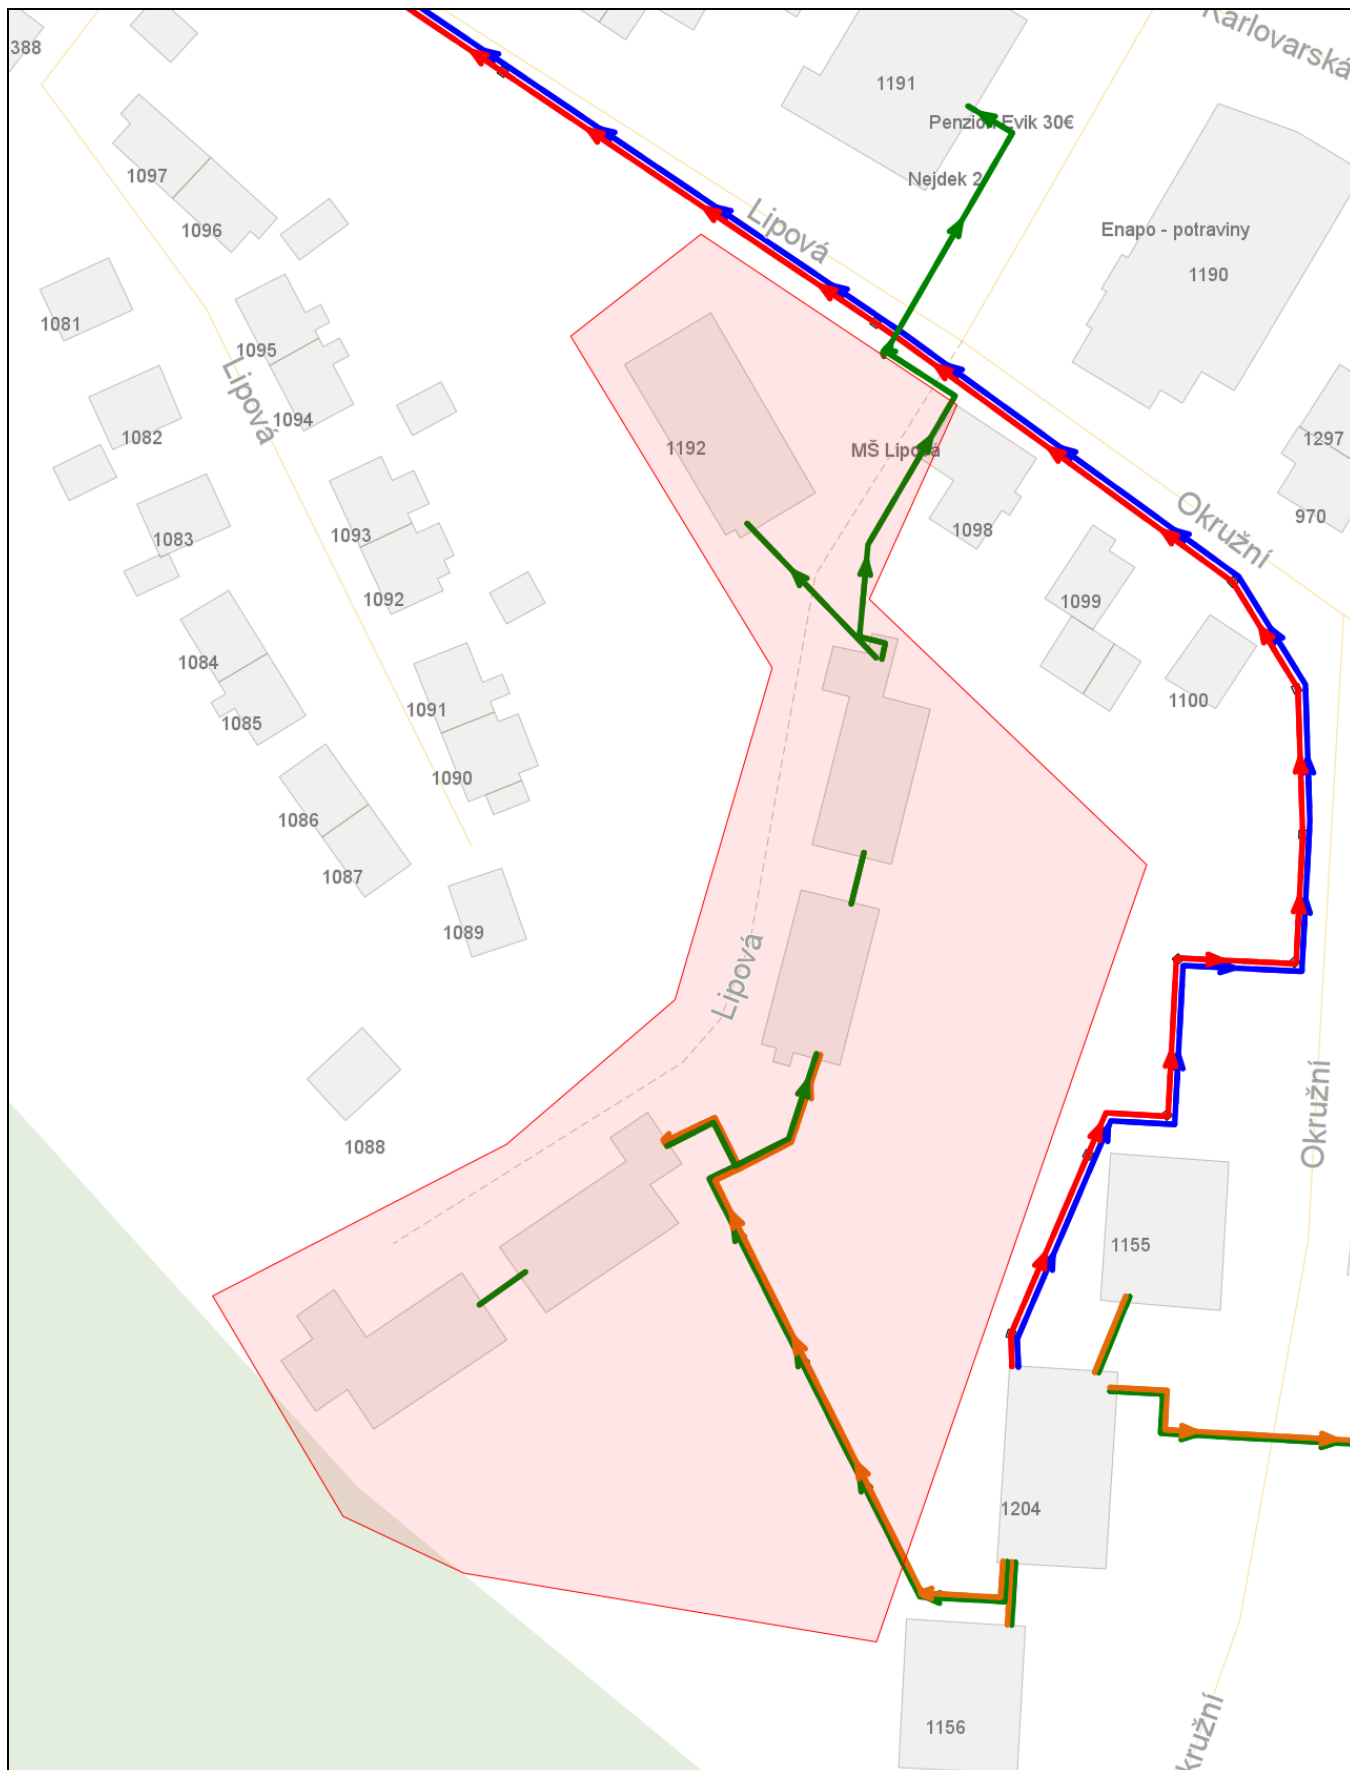 Karlovarská
388
1191
Penzion Evik 30€
1097
Nejdek 2
1096
Lipová
Enapo - potraviny
1190
1081
1095
Lipová
1094
1082
1192
MŠ Lipová
1297
1098
Okružní
970
1083
1093
1092
1099
1084
1091
1100
1085
1090
1086
1087
1089
Lipová
Okružní
1088
1155
1204
1156
kružní